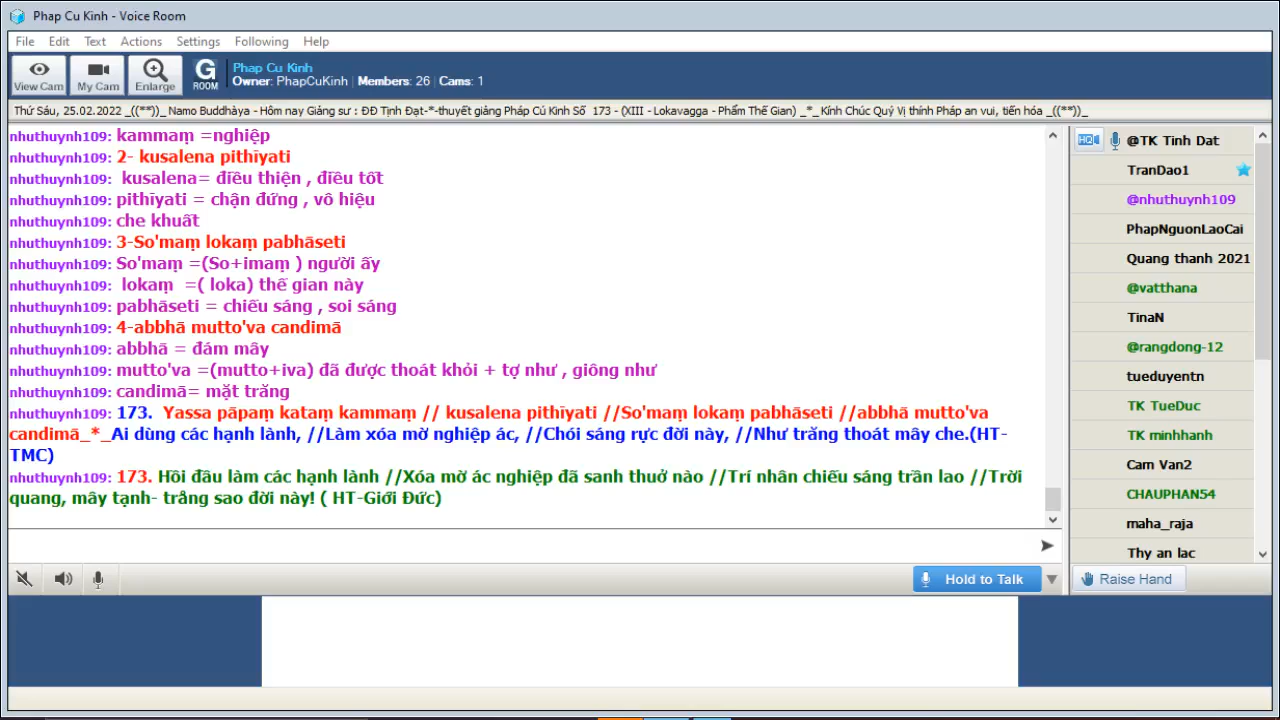 Phap Cu Kinh - Voice Room
File Edit Text Actions Settings Following Help
View Cam
My Cam
Enlarge
G ROOM
Phap Cu Kinh
Owner: PhapCuKinh | Members: 26 | Cams: 1
Thứ Sáu, 25.02.2022 _((**))_ Namo Buddhàya - Hôm nay Giảng sư : ĐĐ Tịnh Đạt-*-thuyết giảng Pháp Cú Kinh Số 173 - (XIII - Lokavagga - Phẩm Thế Gian) _*_ Kính Chúc Quý Vị thính Pháp an vui, tiến hóa _((**))_
nhuthuynh109: kammaṃ =nghiệp
nhuthuynh109: 2- kusalena pithīyati
nhuthuynh109: kusalena= điều thiện , điều tốt
nhuthuynh109: pithīyati = chận đứng , vô hiệu
nhuthuynh109: che khuất
nhuthuynh109: 3-So'maṃ lokaṃ pabhāseti
nhuthuynh109: So'maṃ =(So+imaṃ ) người ấy
nhuthuynh109: lokaṃ =( loka) thế gian này
nhuthuynh109: pabhāseti = chiếu sáng , soi sáng
nhuthuynh109: 4-abbhā mutto'va candimā
nhuthuynh109: abbhā = đám mây
nhuthuynh109: mutto'va =(mutto+iva) đã được thoát khỏi + tợ như , giông như
nhuthuynh109: candimā= mặt trăng
nhuthuynh109: 173. Yassa pāpaṃ kataṃ kammaṃ // kusalena pithīyati //So'maṃ lokaṃ pabhāseti //abbhā mutto'va
candimā_*_Ai dùng các hạnh lành, //Làm xóa mờ nghiệp ác, //Chói sáng rực đời này, //Như trăng thoát mây che.(HT-
TMC)
nhuthuynh109: 173. Hồi đầu làm các hạnh lành //Xóa mờ ác nghiệp đã sanh thuở nào //Trí nhân chiếu sáng trần lao //Trời
quang, mây tạnh- trăng sao đời này! ( HT-Giới Đức)
@TK Tinh Dat
TranDao1
@nhuthuynh109
PhapNguonLaoCai
Quang thanh 2021
@vatthana
TinaN
@rangdong-12
tueduyentn
TK TueDuc
TK minhhanh
Cam Van2
CHAUPHAN54
maha_raja
Thy an lac
Hold to Talk
Raise Hand
HQ